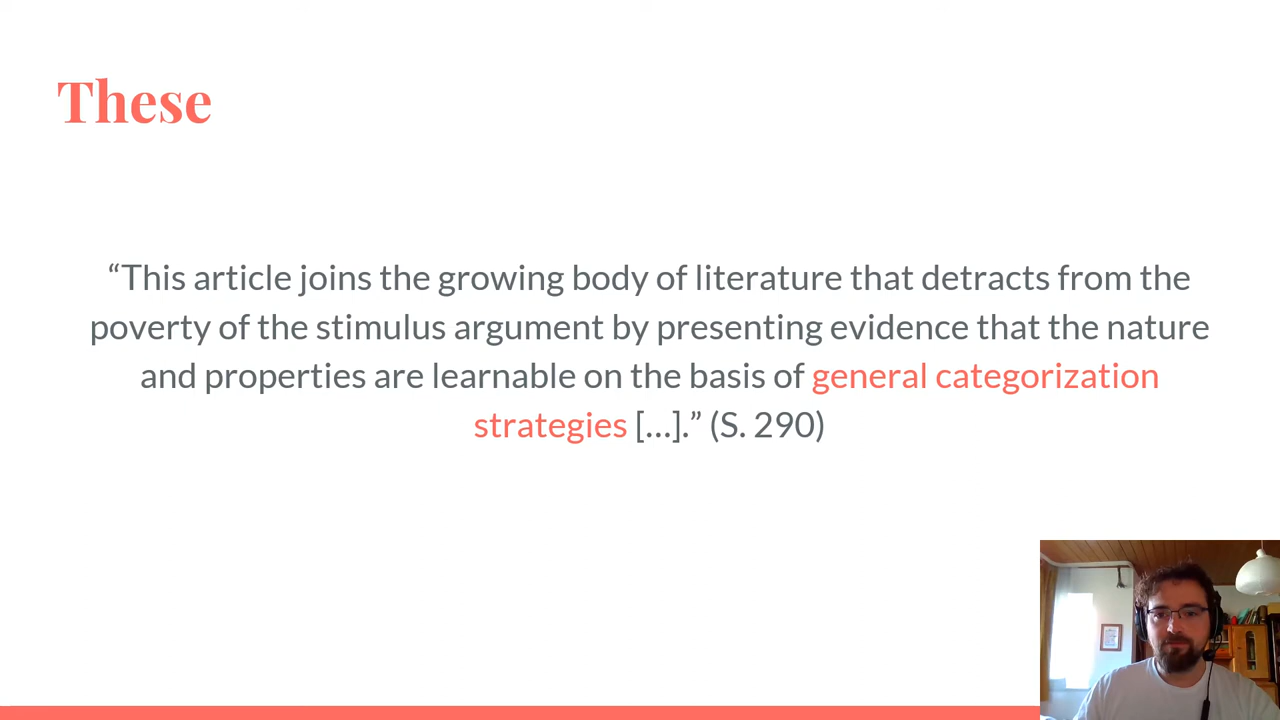 These
“This article joins the growing body of literature that detracts from the
poverty of the stimulus argument by presenting evidence that the nature
and properties are learnable on the basis of general categorization
strategies [...].” (S. 290)